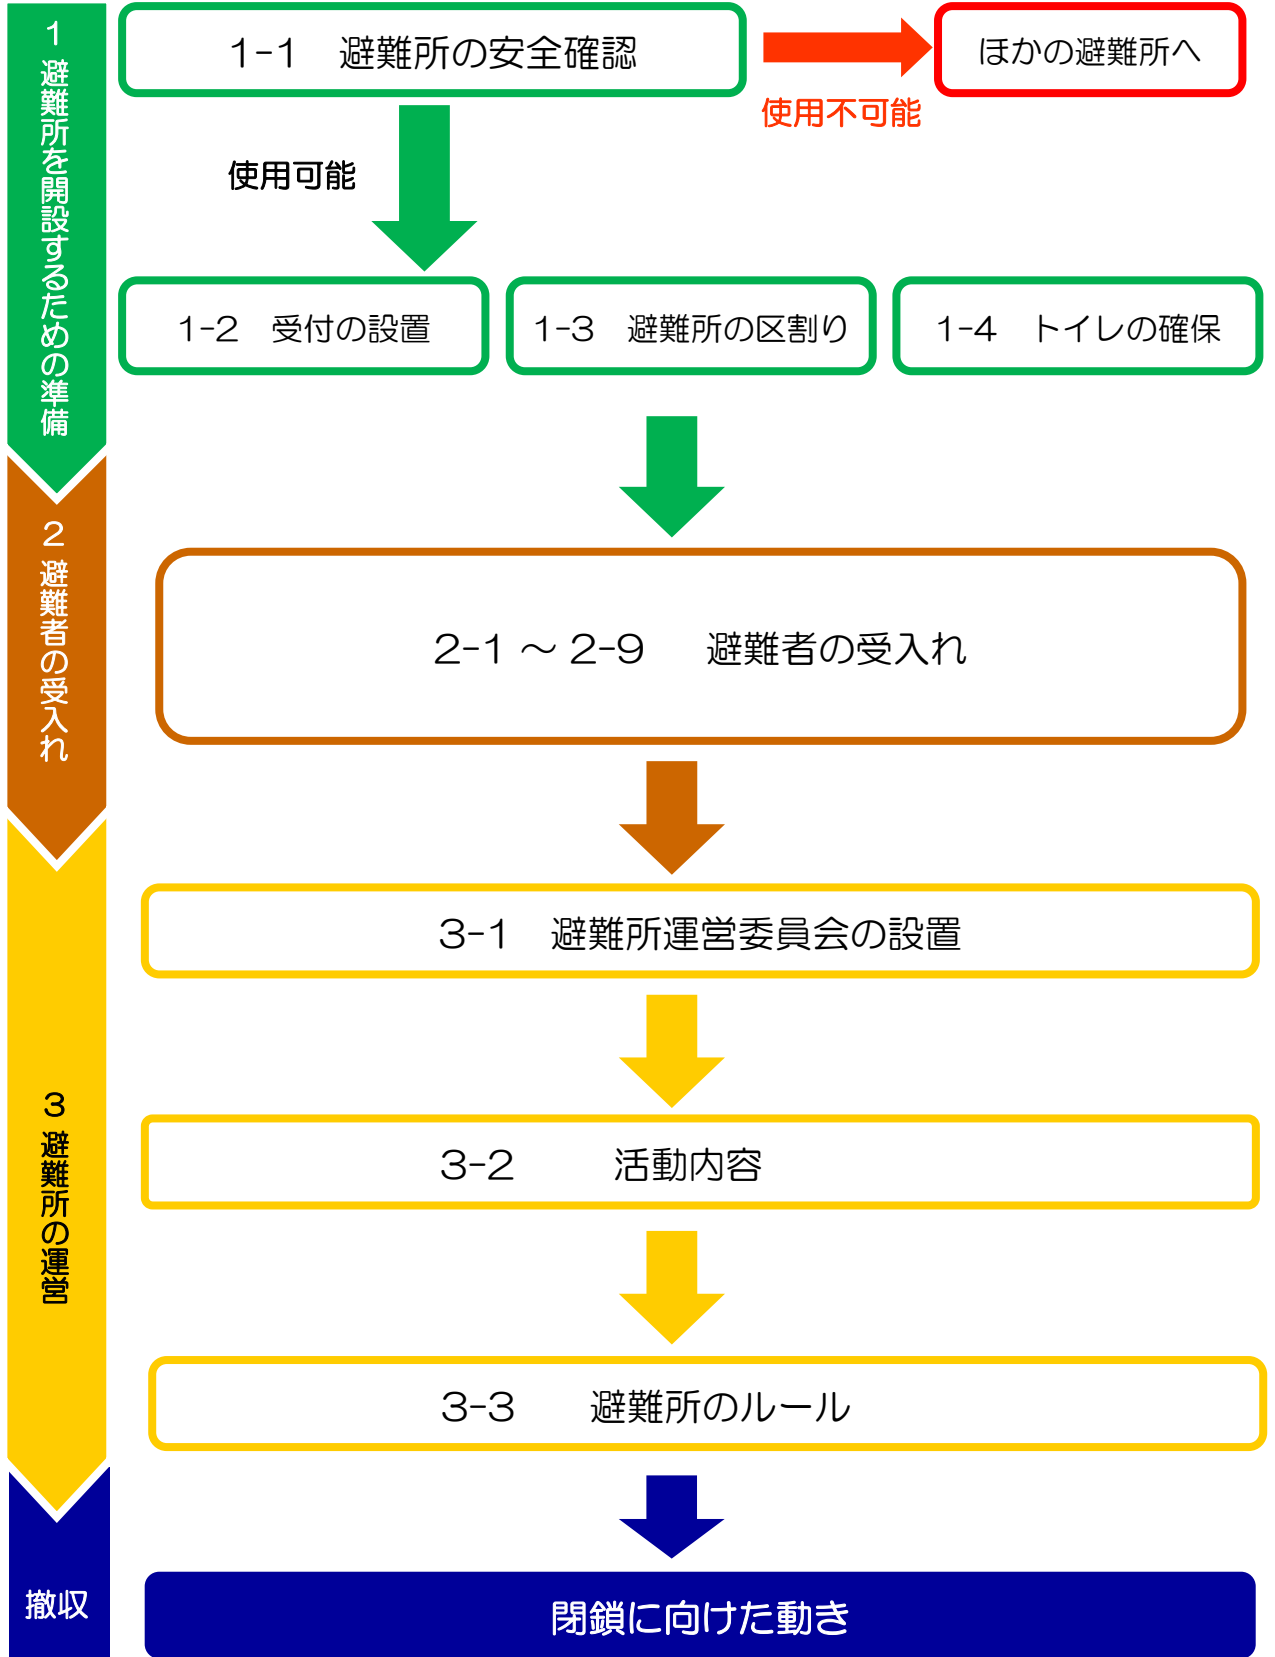 1 避難所を開設するための準備
1-1　避難所の安全確認
ほかの避難所へ
使用不可能
使用可能
1-2　受付の設置
1-3　避難所の区割り
1-4　トイレの確保
2 避難者の受入れ
2-1 ～ 2-9　避難者の受入れ
3 避難所の運営
3-1　避難所運営委員会の設置
3-2　活動内容
3-3　避難所のルール
撤収
閉鎖に向けた動き